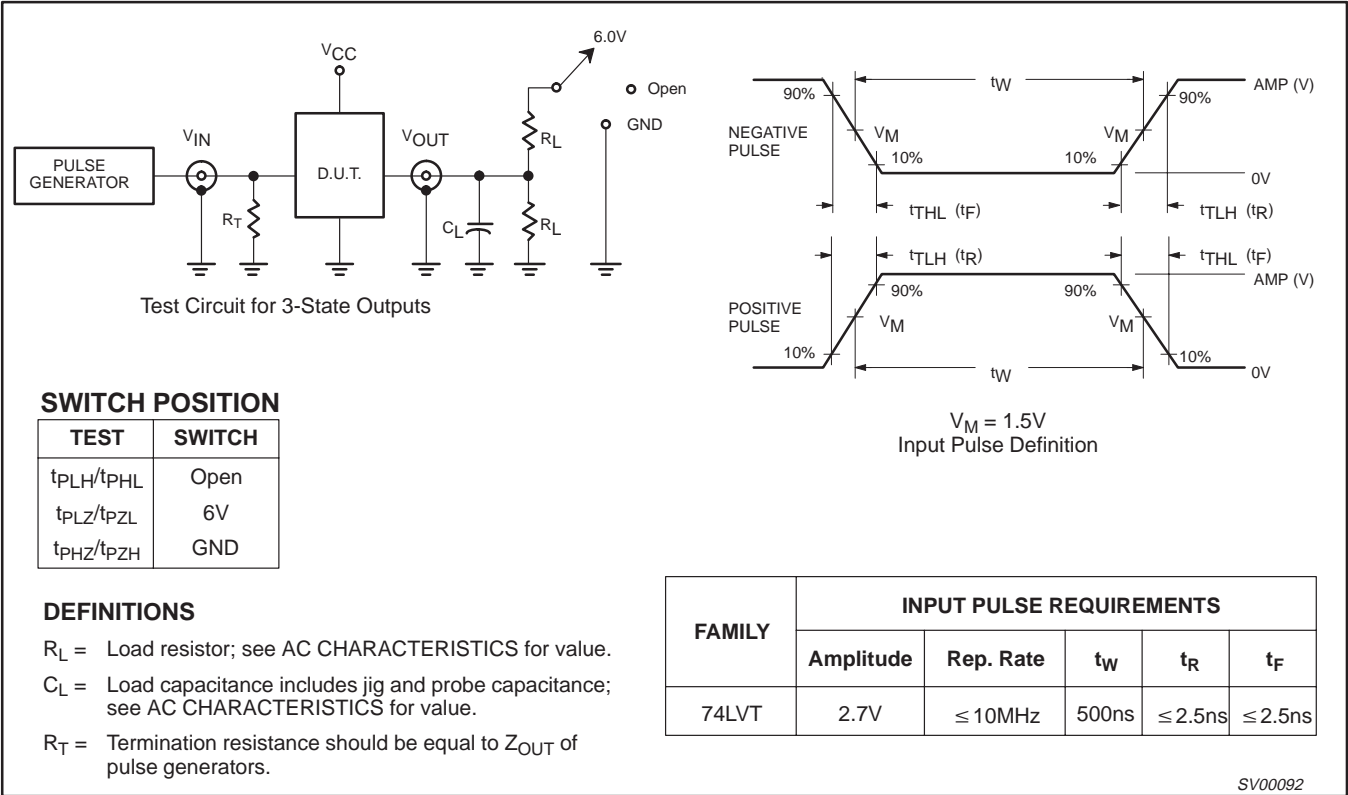 VCC
6.0V
Open
GND
VIN
VOUT
RL
PULSE
GENERATOR
D.U.T.
RT
CL
RL
Test Circuit for 3-State Outputs
tW
AMP (V)
90%
90%
NEGATIVE
PULSE
VM
VM
10%
10%
0V
tTHL (tF)
tTLH (tR)
tTLH (tR)
tTHL (tF)
AMP (V)
90%
90%
POSITIVE
PULSE
VM
VM
10%
10%
tW
0V
VM = 1.5V
Input Pulse Definition
SWITCH POSITION
TEST SWITCH
tPLH/tPHL Open
tPLZ/tPZL 6V
tPHZ/tPZH GND
DEFINITIONS
RL = Load resistor; see AC CHARACTERISTICS for value.
CL = Load capacitance includes jig and probe capacitance;
see AC CHARACTERISTICS for value.
RT = Termination resistance should be equal to ZOUT of
pulse generators.
FAMILY
INPUT PULSE REQUIREMENTS
Amplitude Rep. Rate tW tR tF
74LVT 2.7V ≤10MHz 500ns ≤2.5ns ≤2.5ns
SV00092